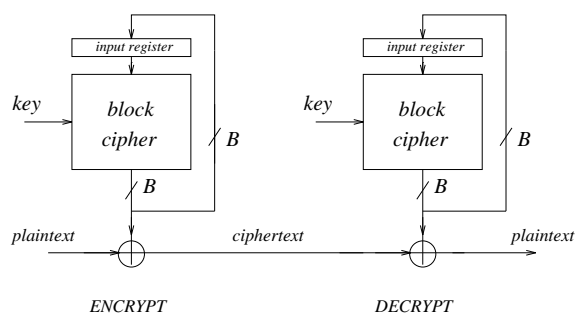 input register
input register
key
block
cipher
B
B
key
block
cipher
B
B
plaintext
ciphertext
plaintext
ENCRYPT
DECRYPT